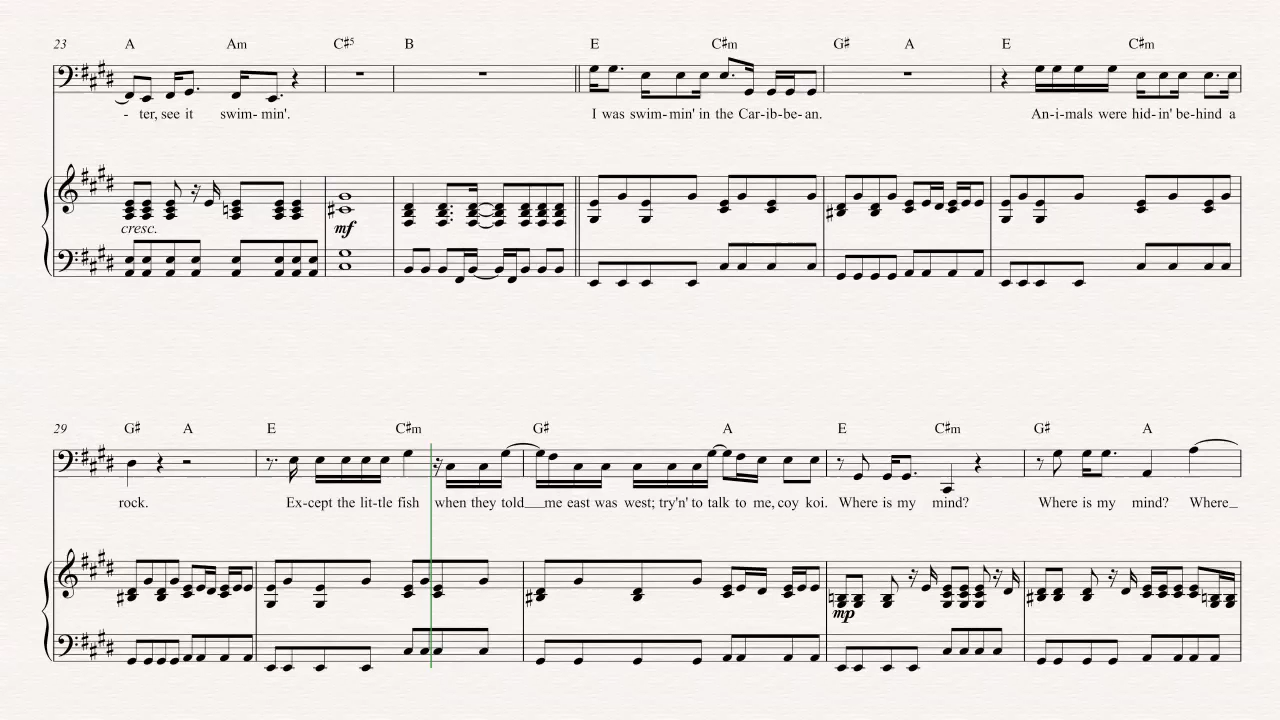 23 A Am C♯5 B E C♯m G♯ A E C♯m
- ter, see it swim- min'. I was swim- min' in the Car-ib-be- an. An-i-mals were hid- in' be-hind a
cresc. mf
29 G♯ A E C♯m G♯ A E C♯m G♯ A
rock. Ex-cept the lit-tle fish when they told__ me east was west; try'n' to talk to me, coy koi. Where is my mind? Where is my mind? Where_
mp